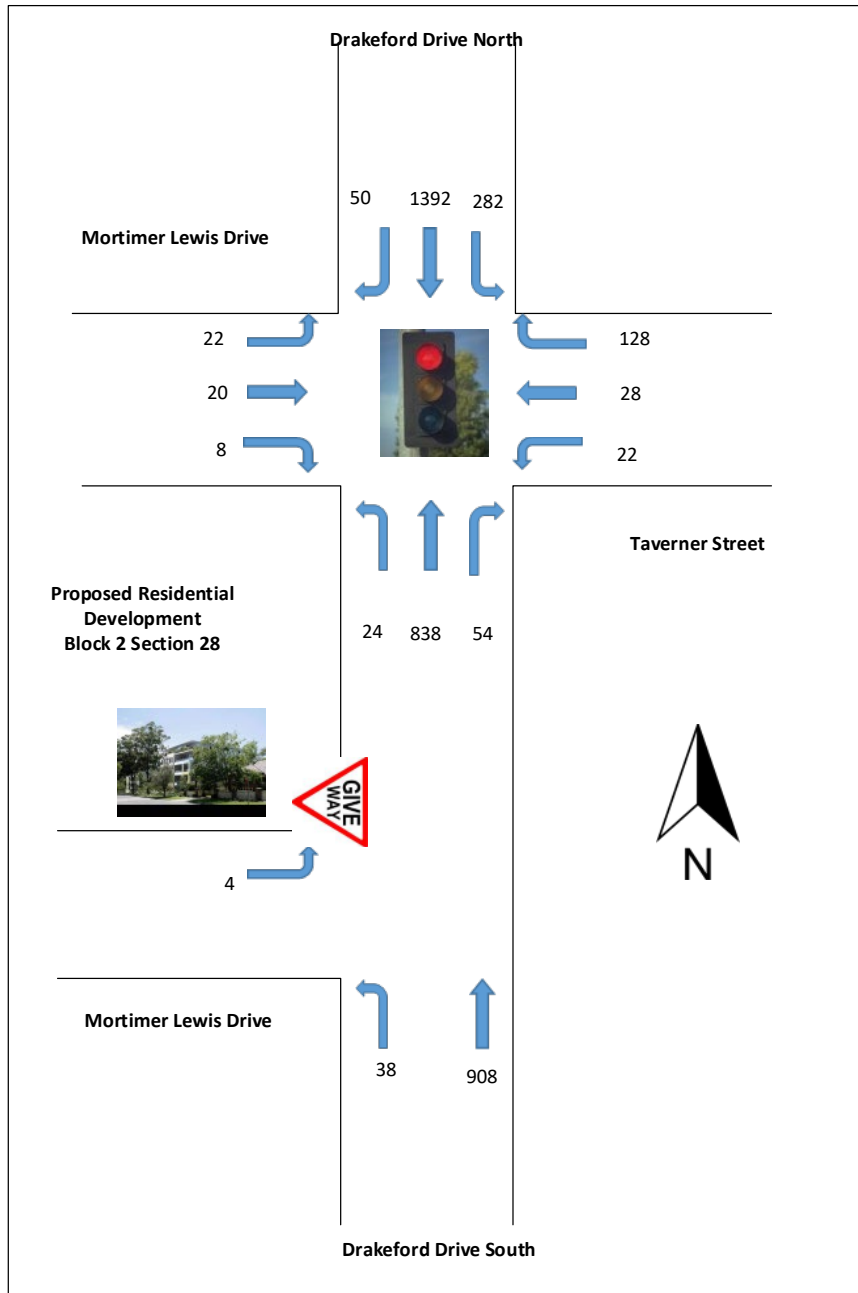 Drakeford Drive North
50 1392 282
Mortimer Lewis Drive
22 128
20 28
8 22
Taverner Street
Proposed Residential
Development
Block 2 Section 28
24 838 54
GIVE
WAY
N
4
Mortimer Lewis Drive
38 908
Drakeford Drive South